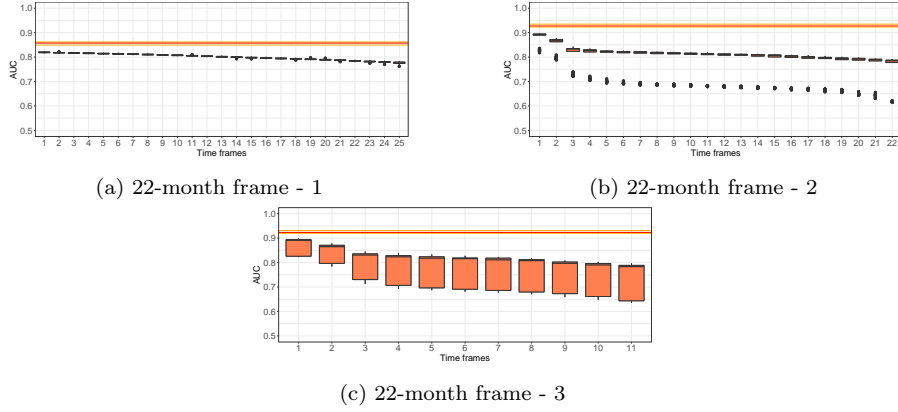 1.0
0.9
0.8
0.7
0.6
0.5
AUC
1 2 3 4 5 6 7 8 9 10 11 12 13 14 15 16 17 18 19 20 21 22 23 24 25
Time frames
(a) 22-month frame - 1
1.0
0.9
0.8
0.7
0.6
0.5
AUC
1 2 3 4 5 6 7 8 9 10 11 12 13 14 15 16 17 18 19 20 21 22
Time frames
(b) 22-month frame - 2
1.0
0.9
0.8
0.7
0.6
0.5
AUC
1 2 3 4 5 6 7 8 9 10 11
Time frames
(c) 22-month frame - 3